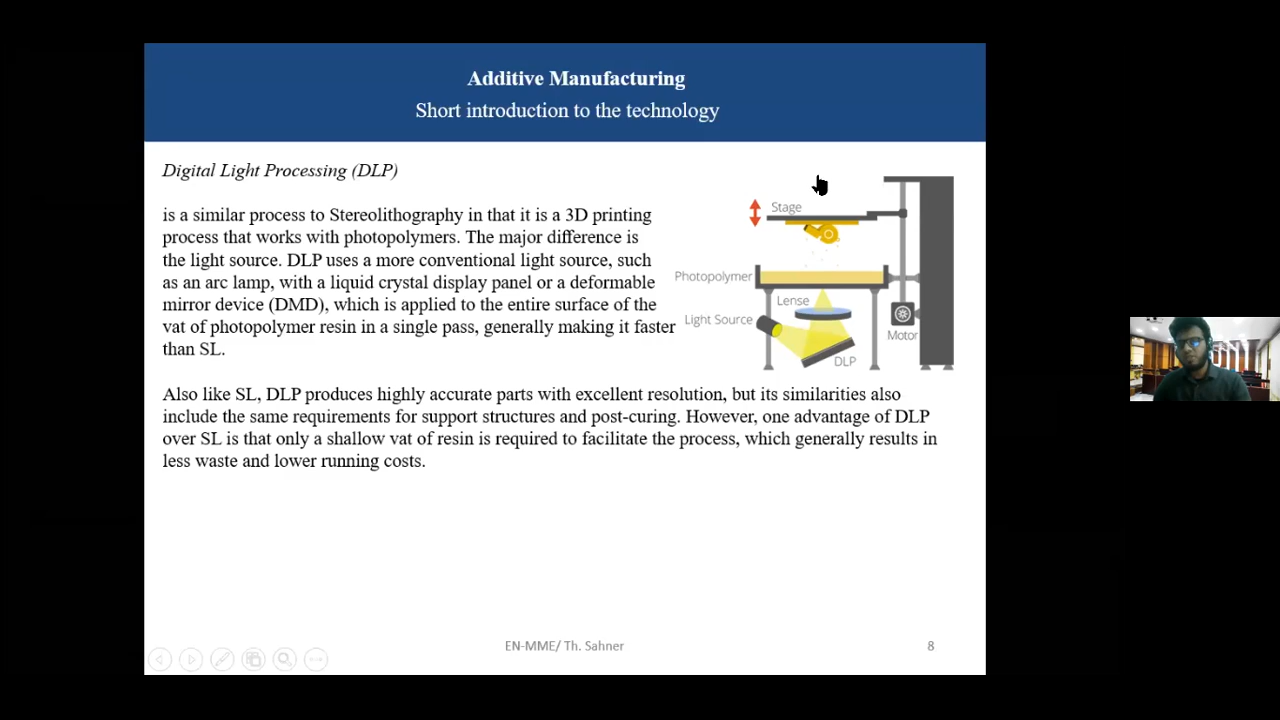 Additive Manufacturing
Short introduction to the technology
Digital Light Processing (DLP)
is a similar process to Stereolithography in that it is a 3D printing
process that works with photopolymers. The major difference is
the light source. DLP uses a more conventional light source, such
as an arc lamp, with a liquid crystal display panel or a deformable
mirror device (DMD), which is applied to the entire surface of the
vat of photopolymer resin in a single pass, generally making it faster
than SL.
Stage
Photopolymer
Lense
Light Source
Motor
DLP
Also like SL, DLP produces highly accurate parts with excellent resolution, but its similarities also
include the same requirements for support structures and post-curing. However, one advantage of DLP
over SL is that only a shallow vat of resin is required to facilitate the process, which generally results in
less waste and lower running costs.
EN-MME/ Th. Sahner
8